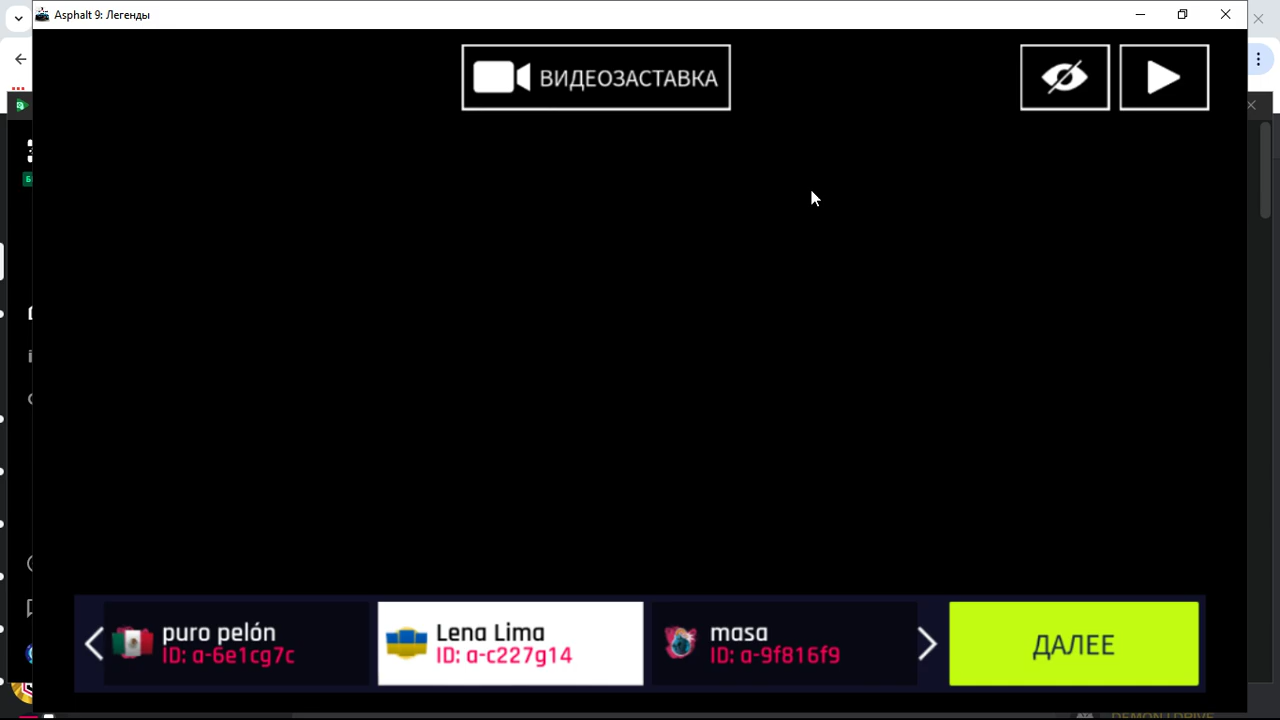 Asphalt 9: Легенды
ВИДЕОЗАСТАВКА
puro pelón
ID: a-6e1cg7c
Lena Lima
ID: a-c227g14
masa
ID: a-9f816f9
ДАЛЕЕ